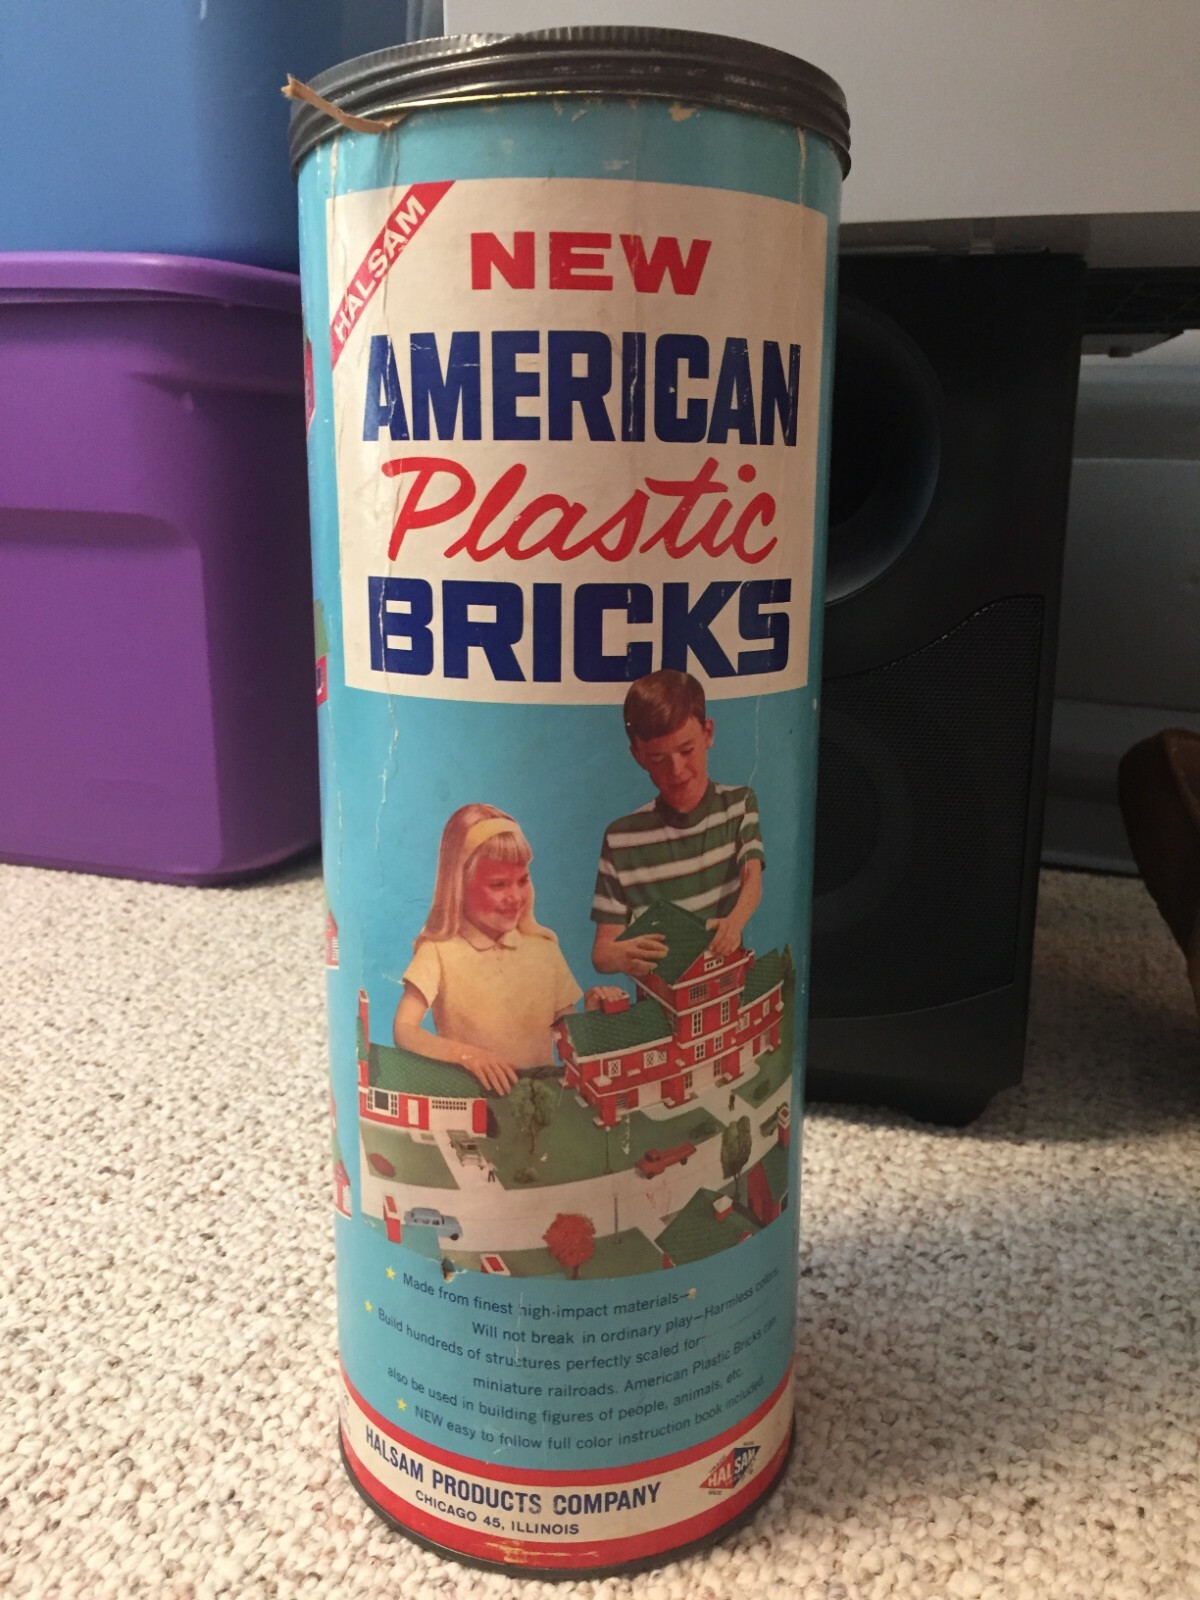 HALSAM
NEW
AMERICAN
Plastic
BRICKS
Made from finest high-impact materials—
Will not break in ordinary play—Harmless colors.
Build hundreds of structures perfectly scaled for
miniature railroads. American Plastic Bricks can
also be used in building figures of people, animals, etc.
NEW easy to follow full color instruction book included.
HALSAM PRODUCTS COMPANY
CHICAGO 45, ILLINOIS
HALSAM